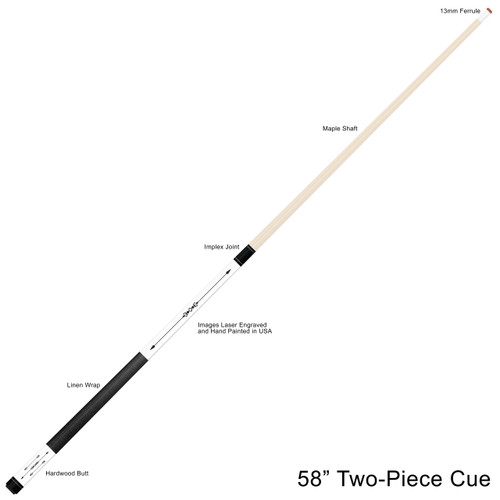 13mm Ferrule
Maple Shaft
Implex Joint
Images Laser Engraved
and Hand Painted in USA
Linen Wrap
Hardwood Butt
58” Two-Piece Cue